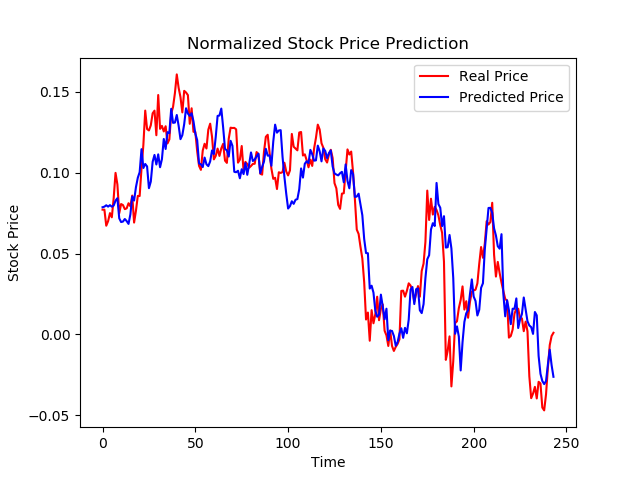 Normalized Stock Price Prediction
Real Price
Predicted Price
0.15
0.10
0.05
0.00
−0.05
Stock Price
0 50 100 150 200 250
Time